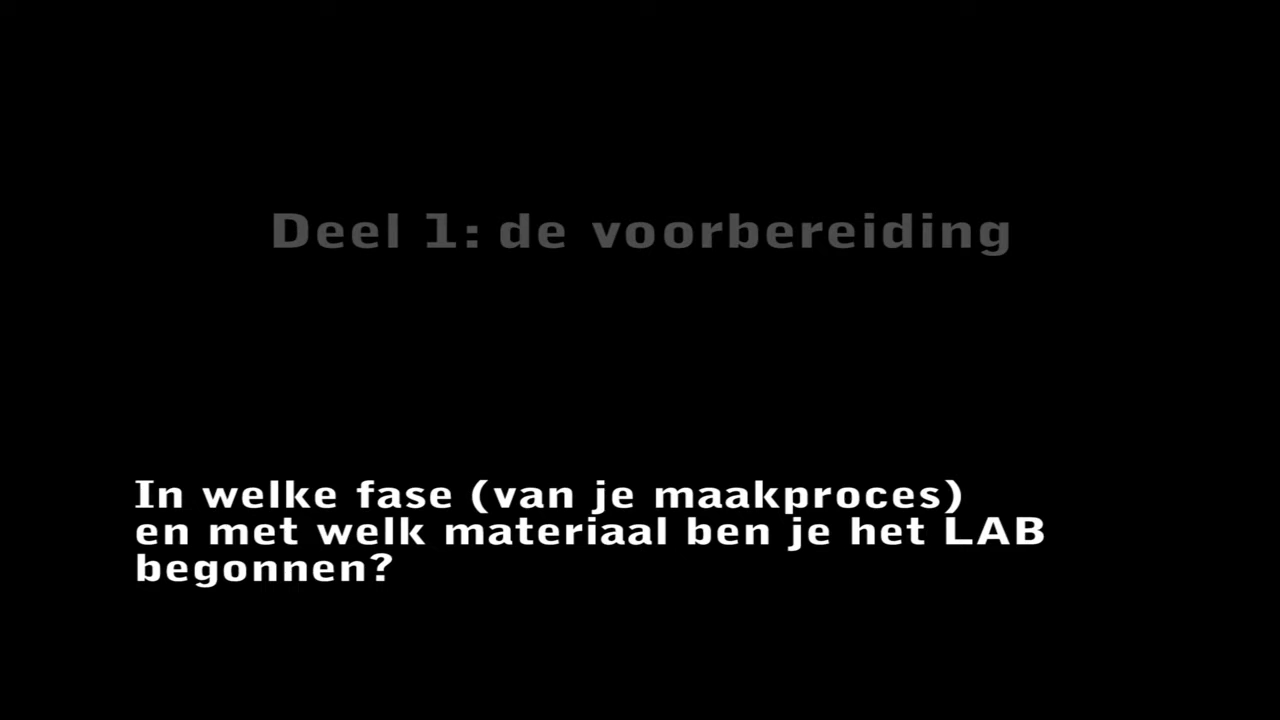 Deel 1: de voorbereiding
In welke fase (van je maakproces)
en met welk materiaal ben je het LAB
begonnen?